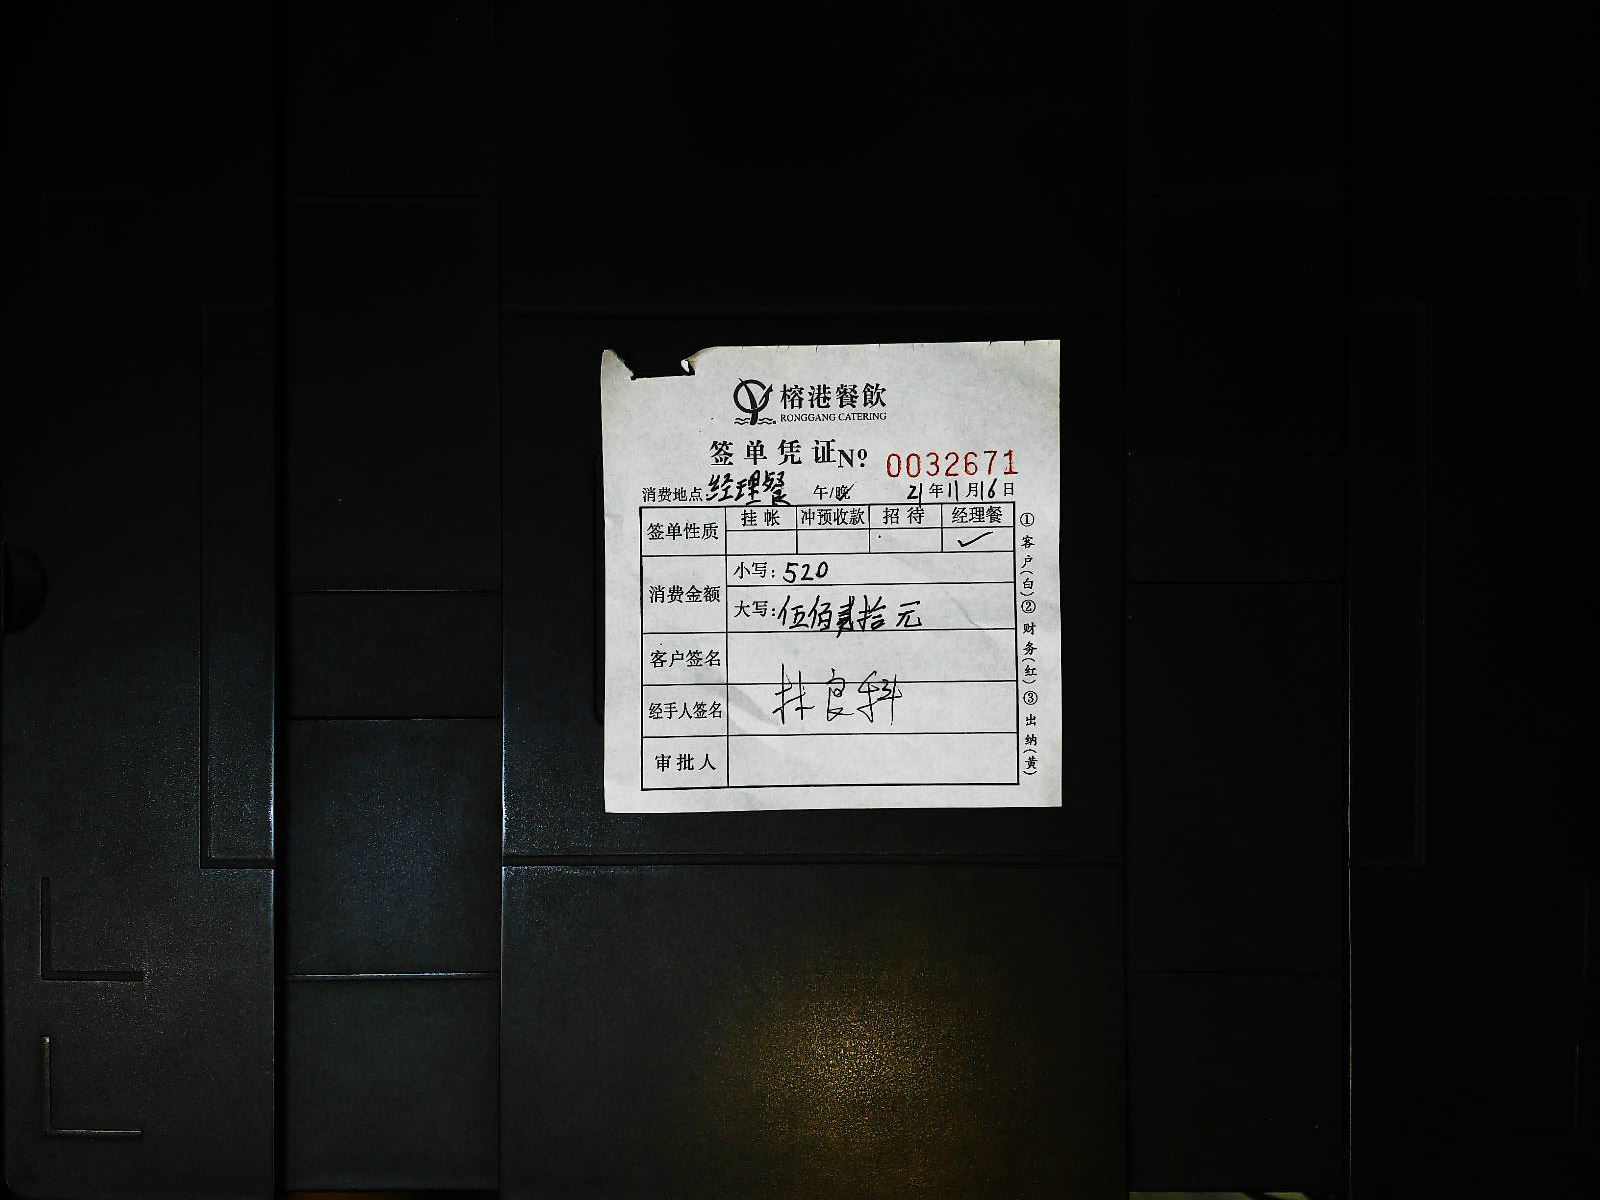 榕港餐飲
RONGGANG CATERING
签单凭证 Nº 0032671
消费地点 经理餐 午/晚 21年11月16日
签单性质 挂帐 冲预收款 招待 经理餐
✓
消费金额 小写：520
大写：伍佰贰拾元
客户签名
经手人签名 林良科
审批人
①客户(白)②财务(红)③出纳(黄)